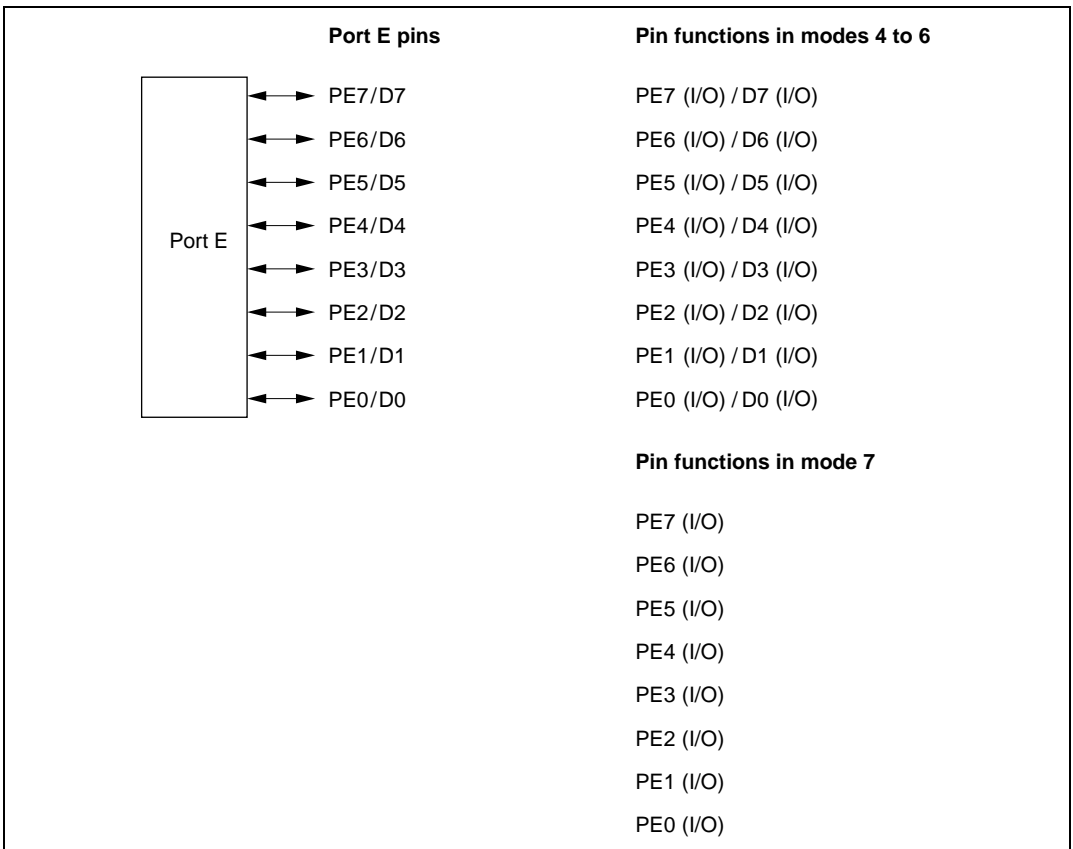 Port E pins Pin functions in modes 4 to 6
PE7/D7 PE7 (I/O) / D7 (I/O)
PE6/D6 PE6 (I/O) / D6 (I/O)
PE5/D5 PE5 (I/O) / D5 (I/O)
PE4/D4 PE4 (I/O) / D4 (I/O)
Port E
PE3/D3 PE3 (I/O) / D3 (I/O)
PE2/D2 PE2 (I/O) / D2 (I/O)
PE1/D1 PE1 (I/O) / D1 (I/O)
PE0/D0 PE0 (I/O) / D0 (I/O)
Pin functions in mode 7
PE7 (I/O)
PE6 (I/O)
PE5 (I/O)
PE4 (I/O)
PE3 (I/O)
PE2 (I/O)
PE1 (I/O)
PE0 (I/O)